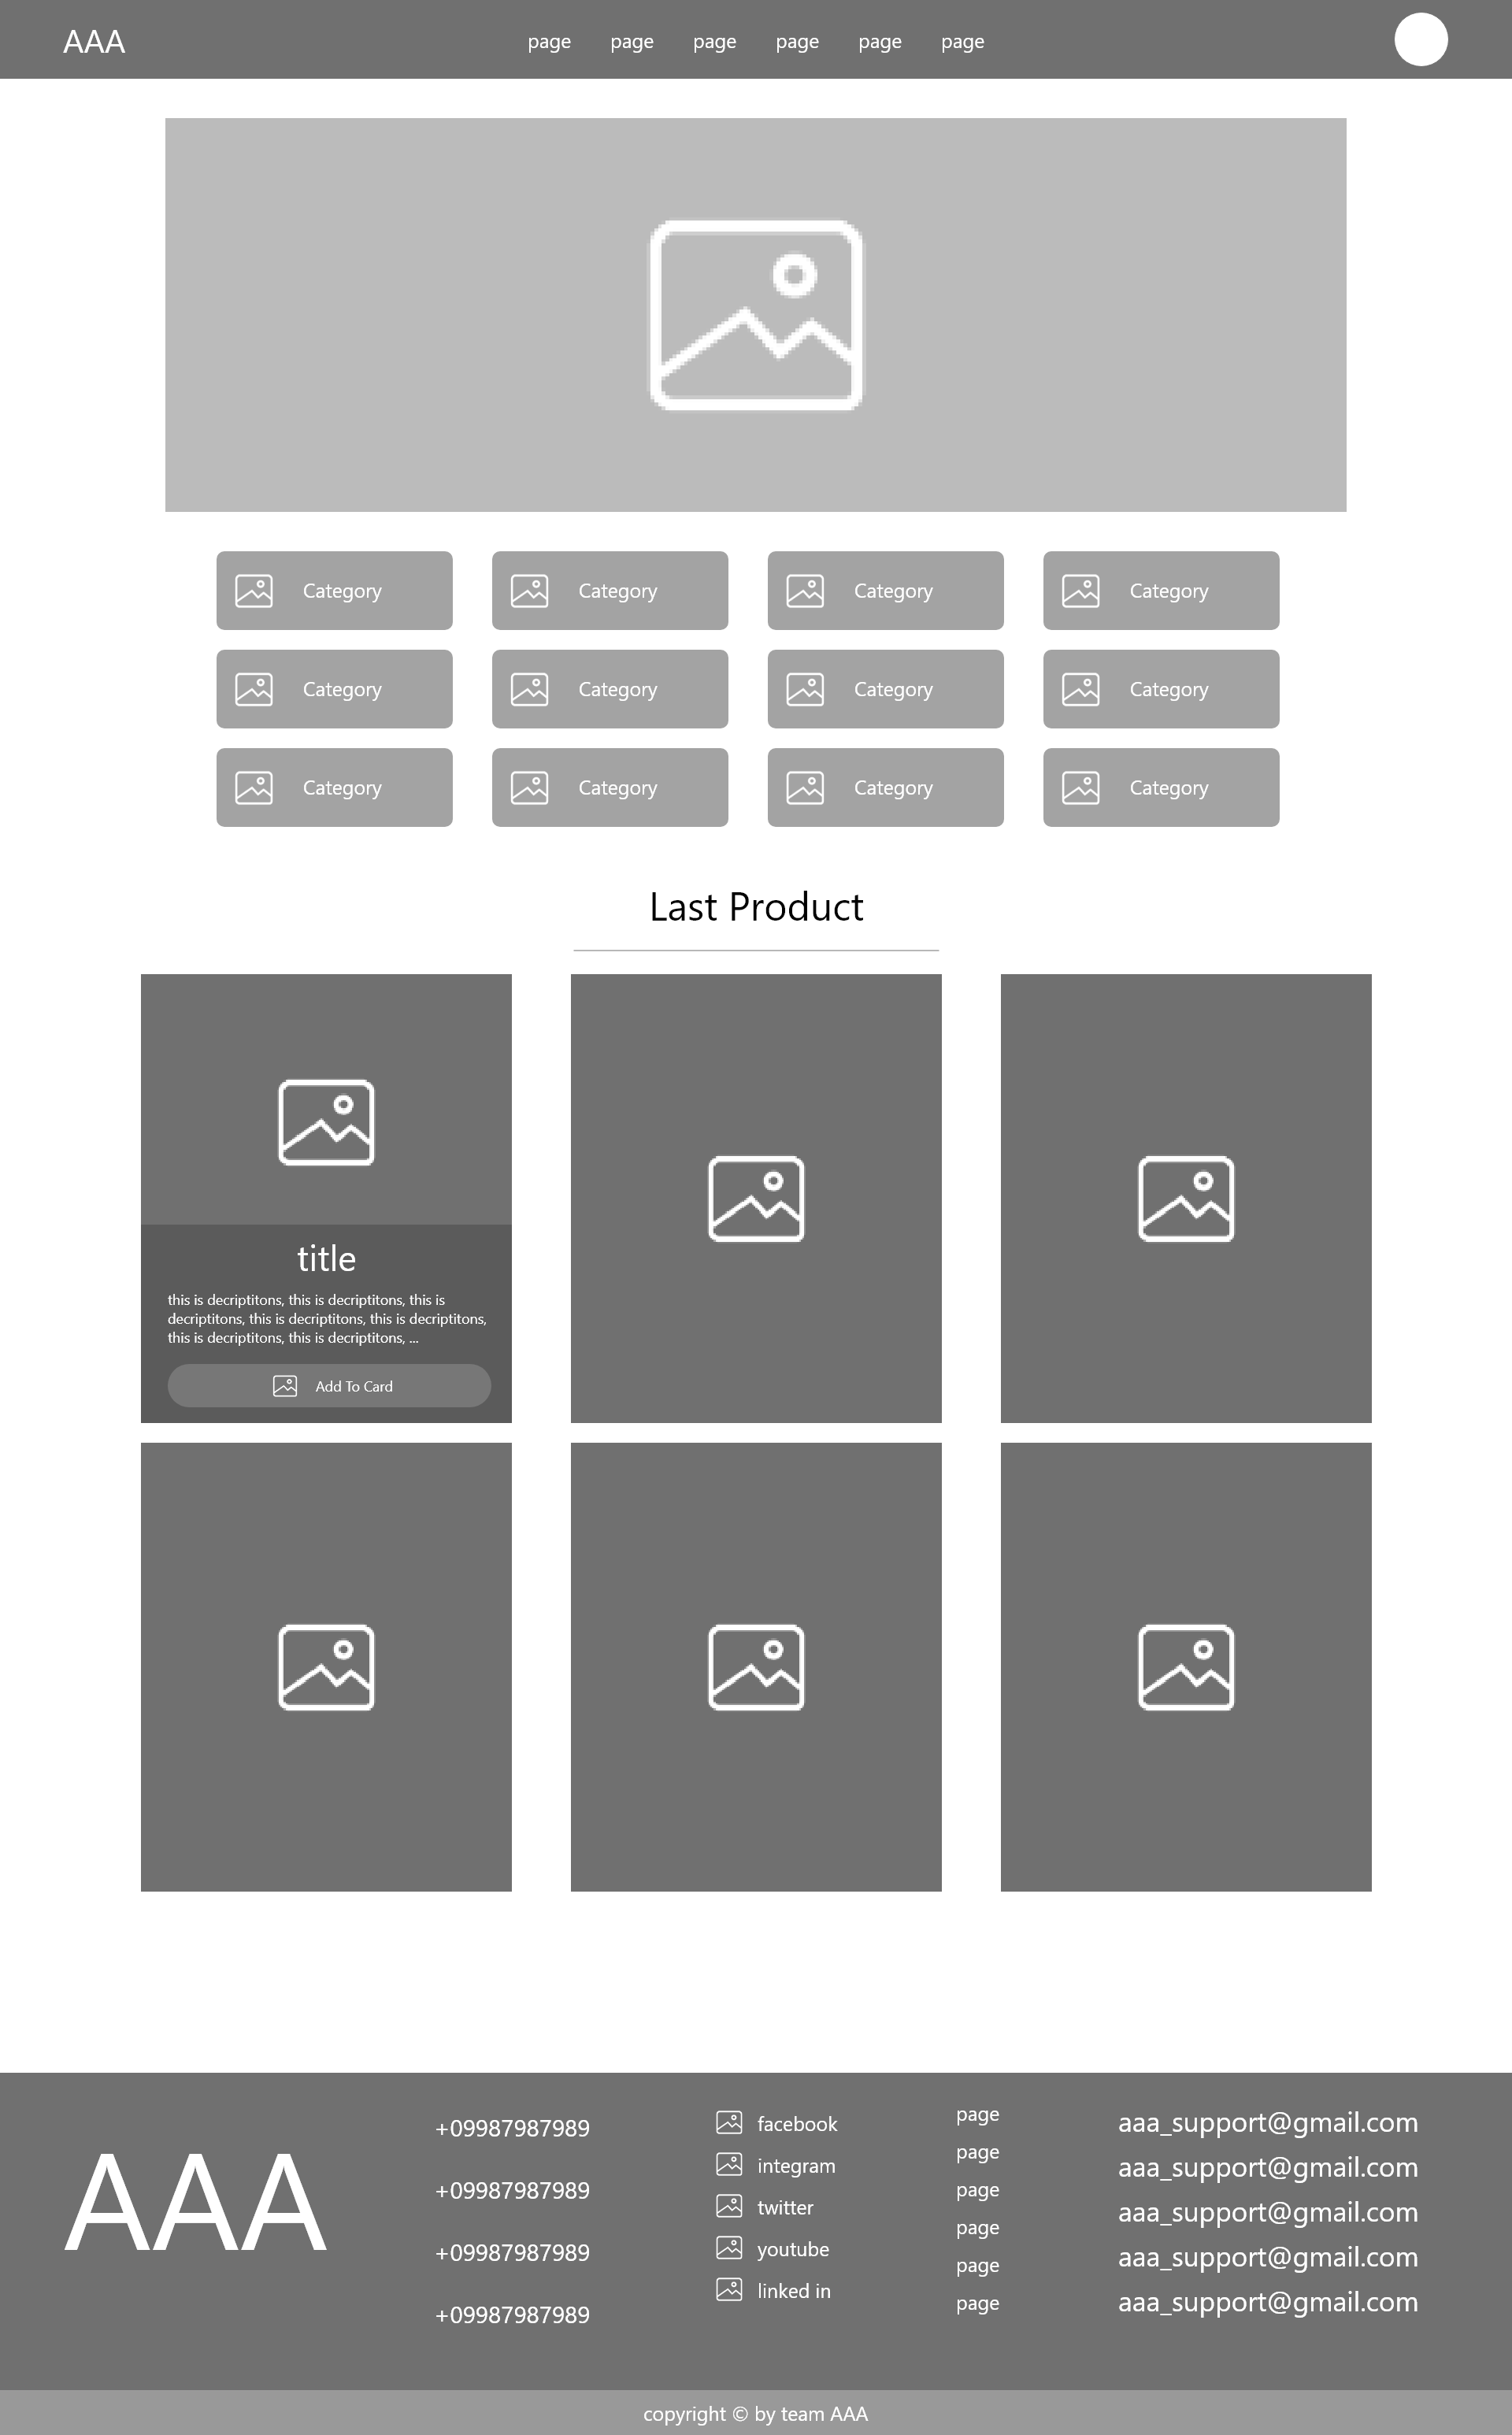 AAA
page page page page page page
Category Category Category Category
Category Category Category Category
Category Category Category Category
Last Product
title
this is decriptitons, this is decriptitons, this is
decriptitons, this is decriptitons, this is decriptitons,
this is decriptitons, this is decriptitons, ...
Add To Card
AAA
+09987987989
+09987987989
+09987987989
+09987987989
facebook
integram
twitter
youtube
linked in
page
page
page
page
page
page
aaa_support@gmail.com
aaa_support@gmail.com
aaa_support@gmail.com
aaa_support@gmail.com
aaa_support@gmail.com
copyright © by team AAA